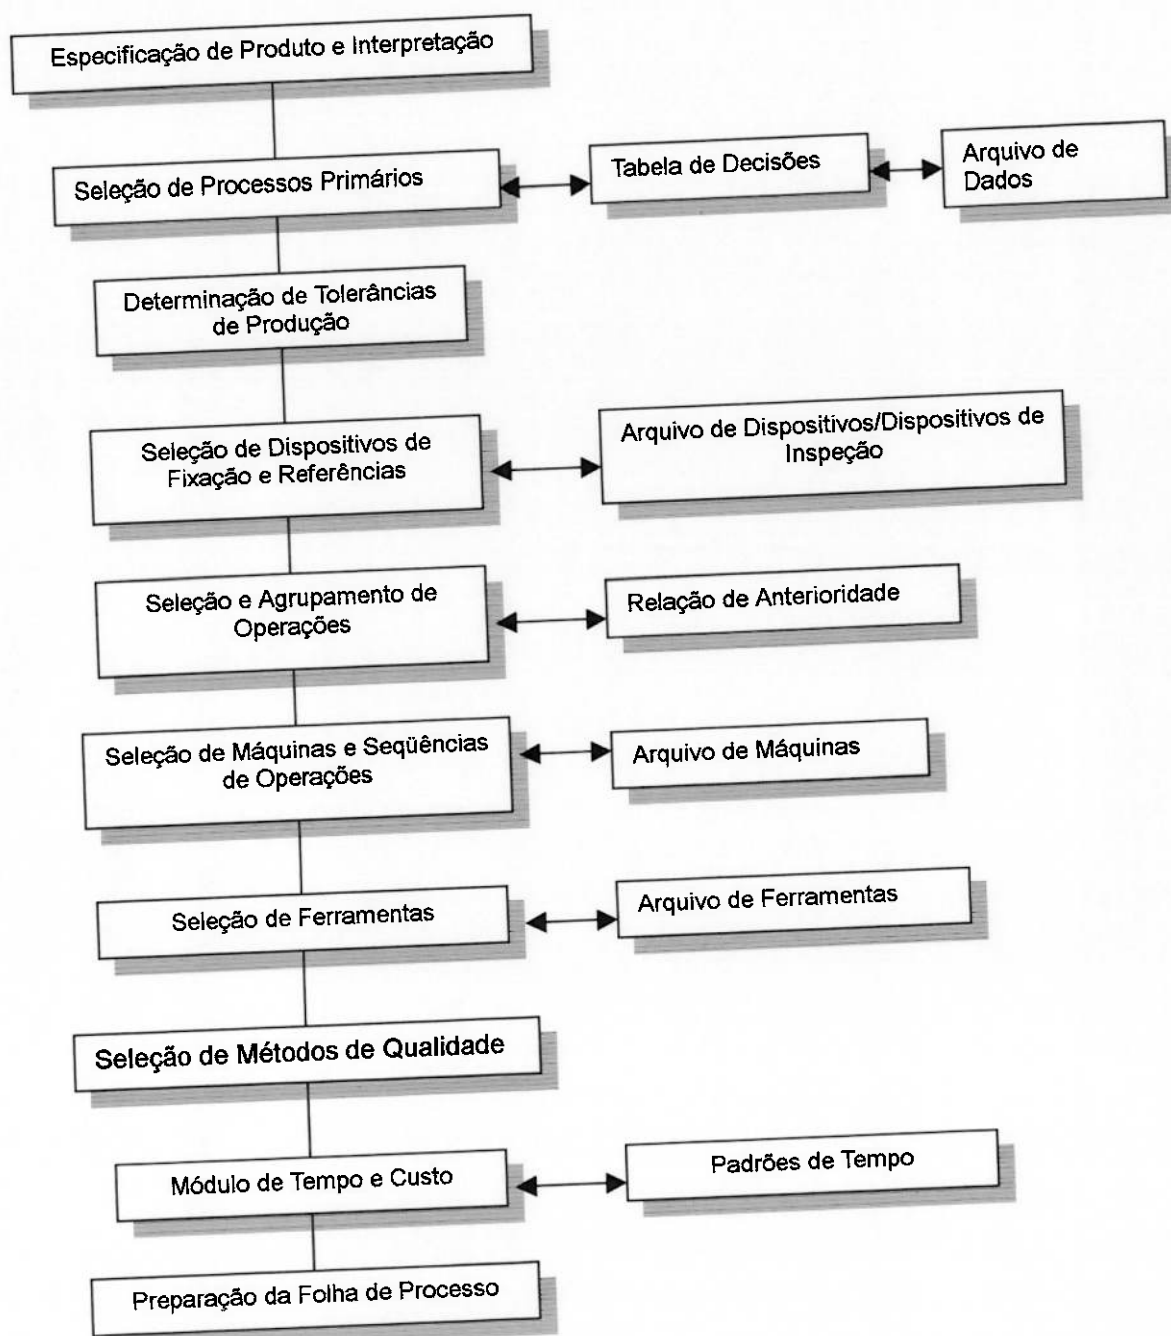 Especificação de Produto e Interpretação
Seleção de Processos Primários
Tabela de Decisões
Arquivo de
Dados
Determinação de Tolerâncias
de Produção
Seleção de Dispositivos de
Fixação e Referências
Arquivo de Dispositivos/Dispositivos de
Inspeção
Seleção e Agrupamento de
Operações
Relação de Anterioridade
Seleção de Máquinas e Seqüências
de Operações
Arquivo de Máquinas
Seleção de Ferramentas
Arquivo de Ferramentas
Seleção de Métodos de Qualidade
Módulo de Tempo e Custo
Padrões de Tempo
Preparação da Folha de Processo